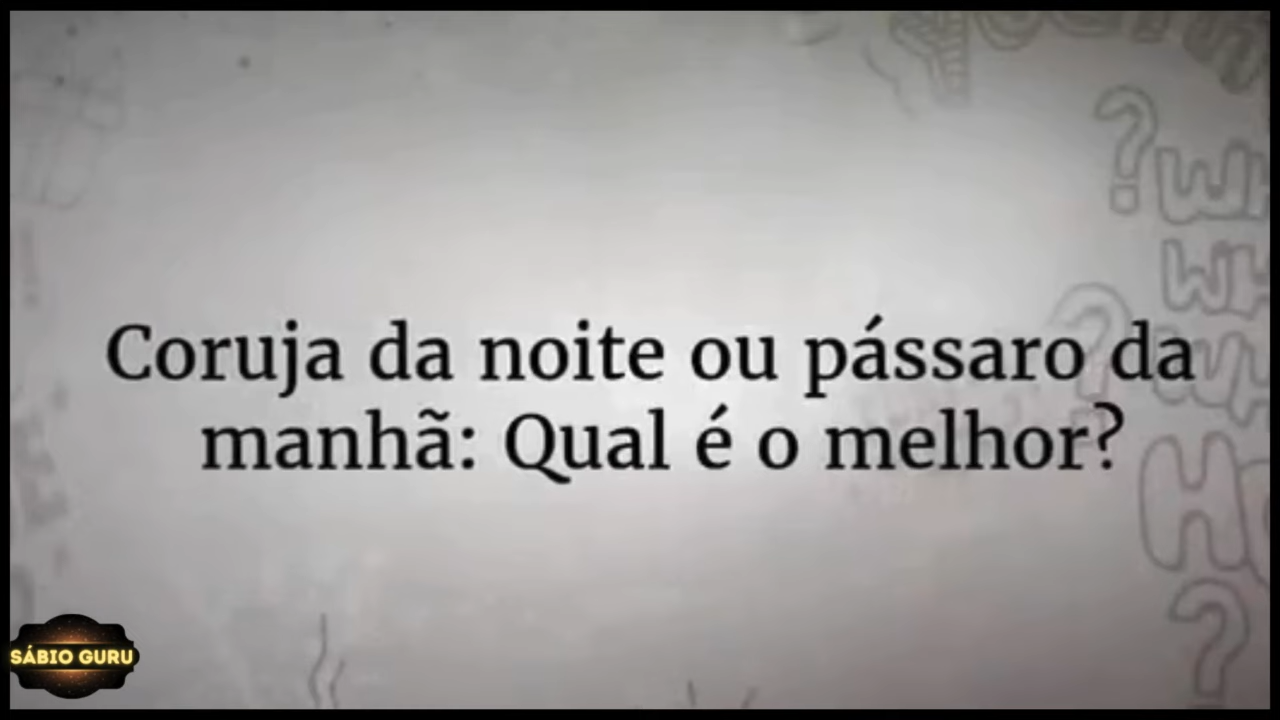 Coruja da noite ou pássaro da
manhã: Qual é o melhor?
SÁBIO GURU